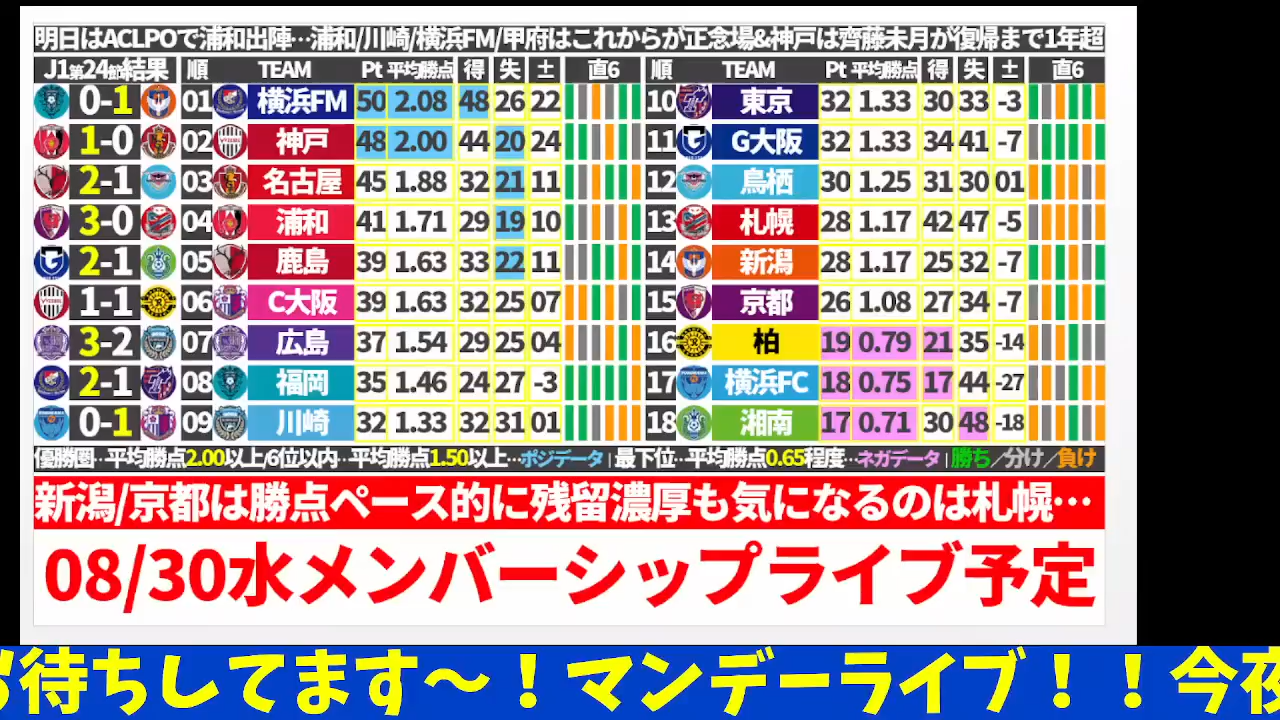 明日はACLPOで浦和出陣…浦和/川崎/横浜FM/甲府はこれからが正念場&神戸は齊藤未月が復帰まで1年超
J1第24節結果 順 TEAM Pt 平均勝点 得 失 ± 直6 順 TEAM Pt 平均勝点 得 失 ± 直6
0-1 01 横浜FM 50 2.08 48 26 22 10 東京 32 1.33 30 33 -3
1-0 02 神戸 48 2.00 44 20 24 11 G大阪 32 1.33 34 41 -7
2-1 03 名古屋 45 1.88 32 21 11 12 鳥栖 30 1.25 31 30 01
3-0 04 浦和 41 1.71 29 19 10 13 札幌 28 1.17 42 47 -5
2-1 05 鹿島 39 1.63 33 22 11 14 新潟 28 1.17 25 32 -7
1-1 06 C大阪 39 1.63 32 25 07 15 京都 26 1.08 27 34 -7
3-2 07 広島 37 1.54 29 25 04 16 柏 19 0.79 21 35 -14
2-1 08 福岡 35 1.46 24 27 -3 17 横浜FC 18 0.75 17 44 -27
0-1 09 川崎 32 1.33 32 31 01 18 湘南 17 0.71 30 48 -18
優勝圏…平均勝点2.00以上/6位以内…平均勝点1.50以上…ポジデータ | 最下位…平均勝点0.65程度…ネガデータ | 勝ち/分け/負け
新潟/京都は勝点ペース的に残留濃厚も気になるのは札幌…
08/30水メンバーシップライブ予定
お待ちしてます〜！マンデーライブ！！今夜